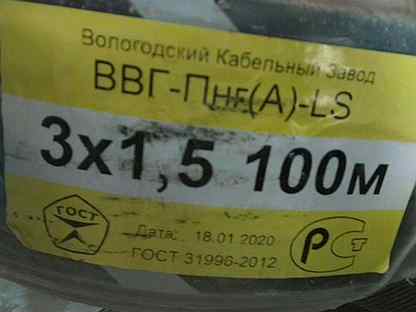 Вологодский Кабельный Завод
ВВГ-Пнг(А)-LS
3х1,5 100м
ГОСТ
Дата: 18.01 2020
ГОСТ 31996-2012
РСТ